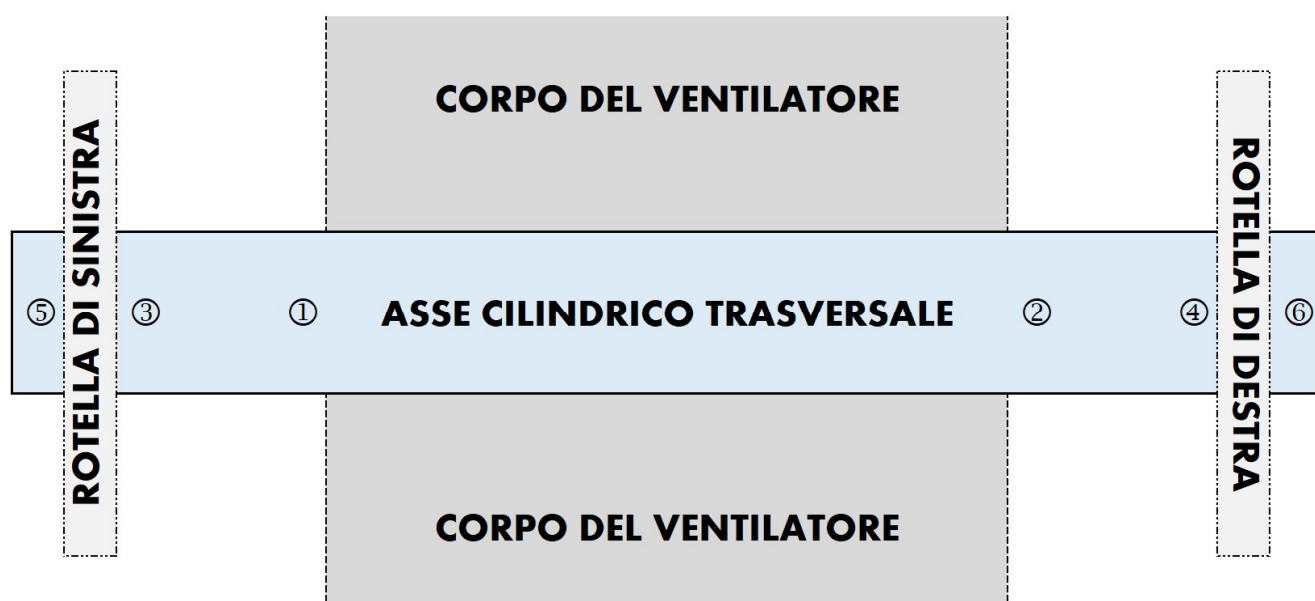 CORPO DEL VENTILATORE
ROTELLA DI SINISTRA
ROTELLA DI DESTRA
⑤ ③ ① ASSE CILINDRICO TRASVERSALE ② ④ ⑥
CORPO DEL VENTILATORE